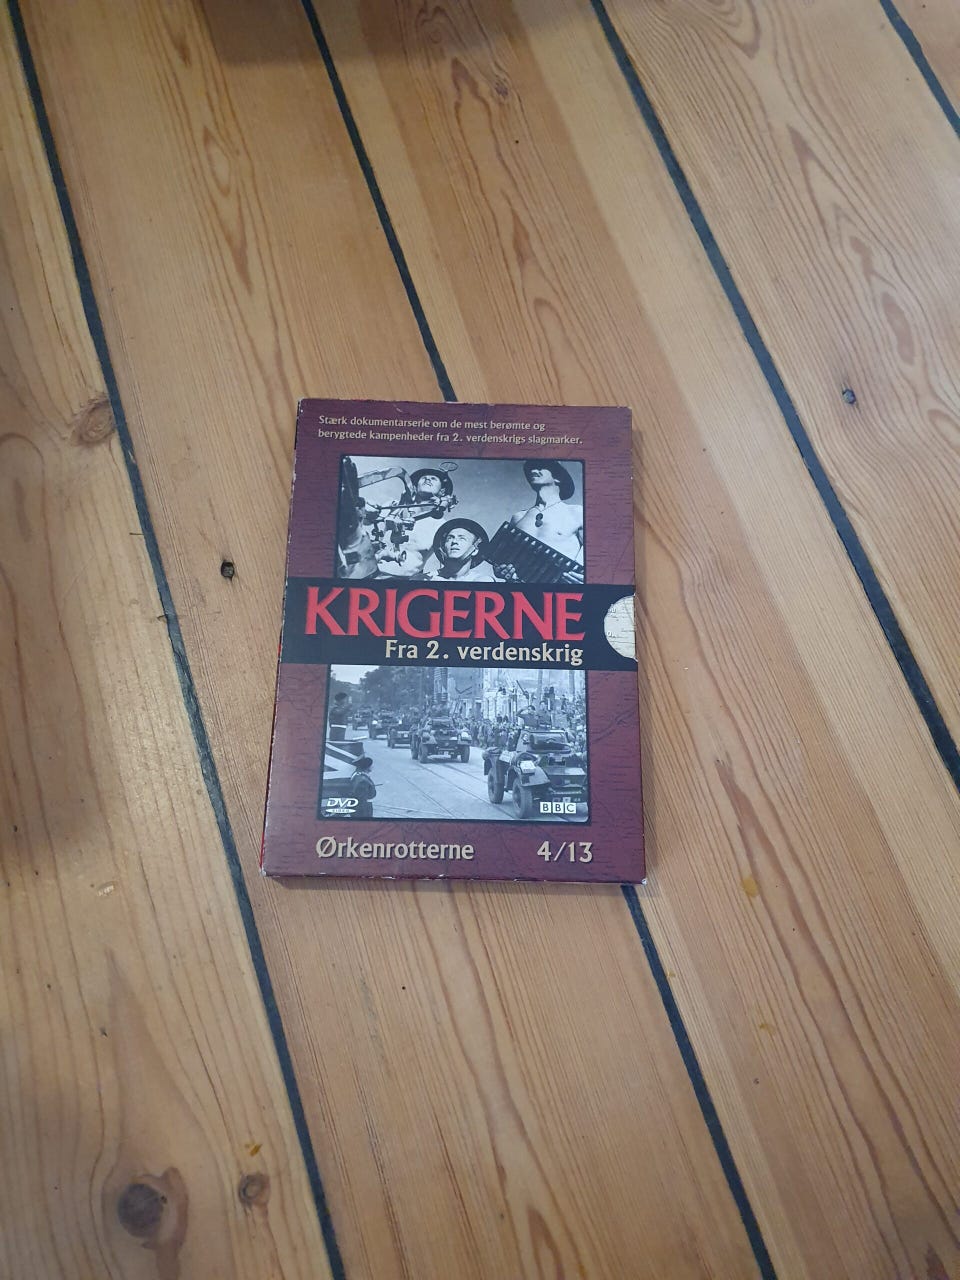 Stærk dokumentarserie om de mest berømte og
berygtede kampenheder fra 2. verdenskrigs slagmarker.
KRIGERNE
Fra 2. verdenskrig
DVD
VIDEO
BBC
Ørkenrotterne 4/13